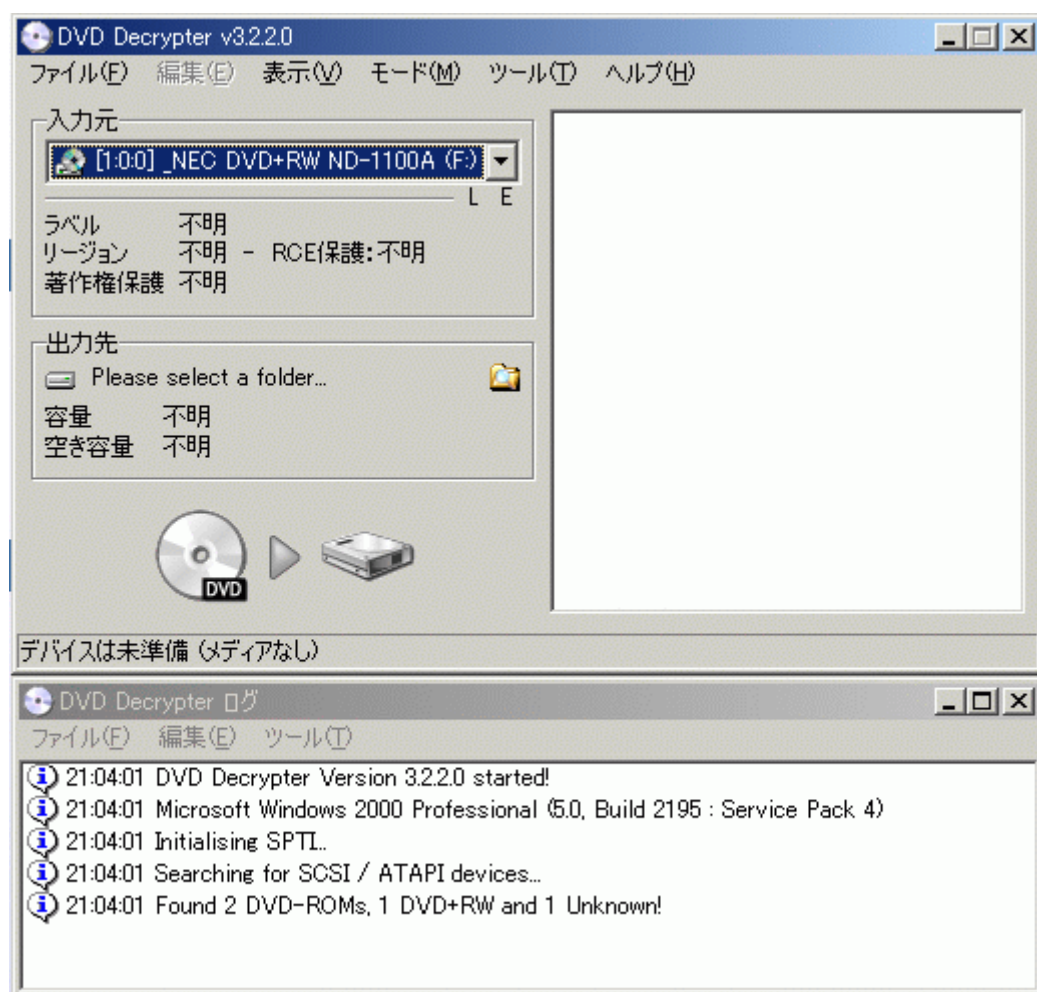 DVD Decrypter v3.2.2.0
ファイル(F) 編集(E) 表示(V) モード(M) ツール(T) ヘルプ(H)
入力元
[1:0:0] _NEC DVD+RW ND-1100A (F:)
L E
ラベル 不明
リージョン 不明 - RCE保護:不明
著作権保護 不明
出力先
Please select a folder...
容量 不明
空き容量 不明
DVD
デバイスは未準備 (メディアなし)
DVD Decrypter ログ
ファイル(F) 編集(E) ツール(T)
21:04:01 DVD Decrypter Version 3.2.2.0 started!
21:04:01 Microsoft Windows 2000 Professional (5.0, Build 2195 : Service Pack 4)
21:04:01 Initialising SPTI...
21:04:01 Searching for SCSI / ATAPI devices...
21:04:01 Found 2 DVD-ROMs, 1 DVD+RW and 1 Unknown!